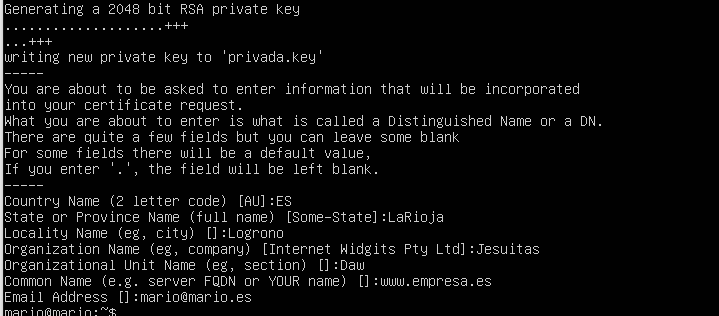 Generating a 2048 bit RSA private key
....................+++
...+++
writing new private key to 'privada.key'
-----
You are about to be asked to enter information that will be incorporated
into your certificate request.
What you are about to enter is what is called a Distinguished Name or a DN.
There are quite a few fields but you can leave some blank
For some fields there will be a default value,
If you enter '.', the field will be left blank.
-----
Country Name (2 letter code) [AU]:ES
State or Province Name (full name) [Some-State]:LaRioja
Locality Name (eg, city) []:Logrono
Organization Name (eg, company) [Internet Widgits Pty Ltd]:Jesuitas
Organizational Unit Name (eg, section) []:Daw
Common Name (e.g. server FQDN or YOUR name) []:www.empresa.es
Email Address []:mario@mario.es
mario@mario:~$